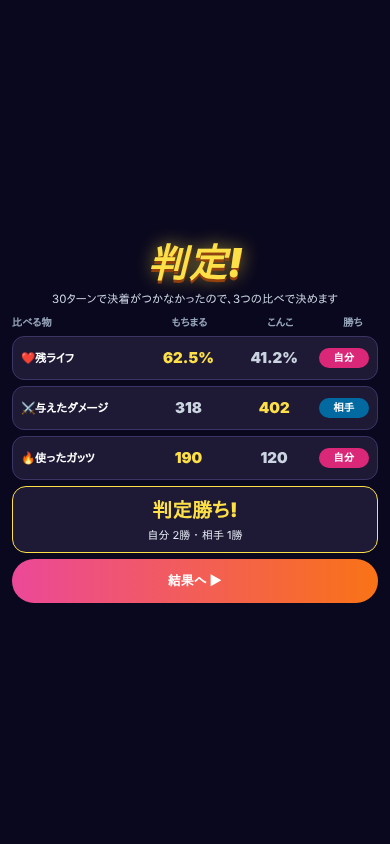 判定!
30ターンで決着がつかなかったので、3つの比べで決めます
比べる物 もちまる こんこ 勝ち
❤️残ライフ 62.5% 41.2% 自分
⚔️与えたダメージ 318 402 相手
🔥使ったガッツ 190 120 自分
判定勝ち!
自分 2勝・相手 1勝
結果へ ▶